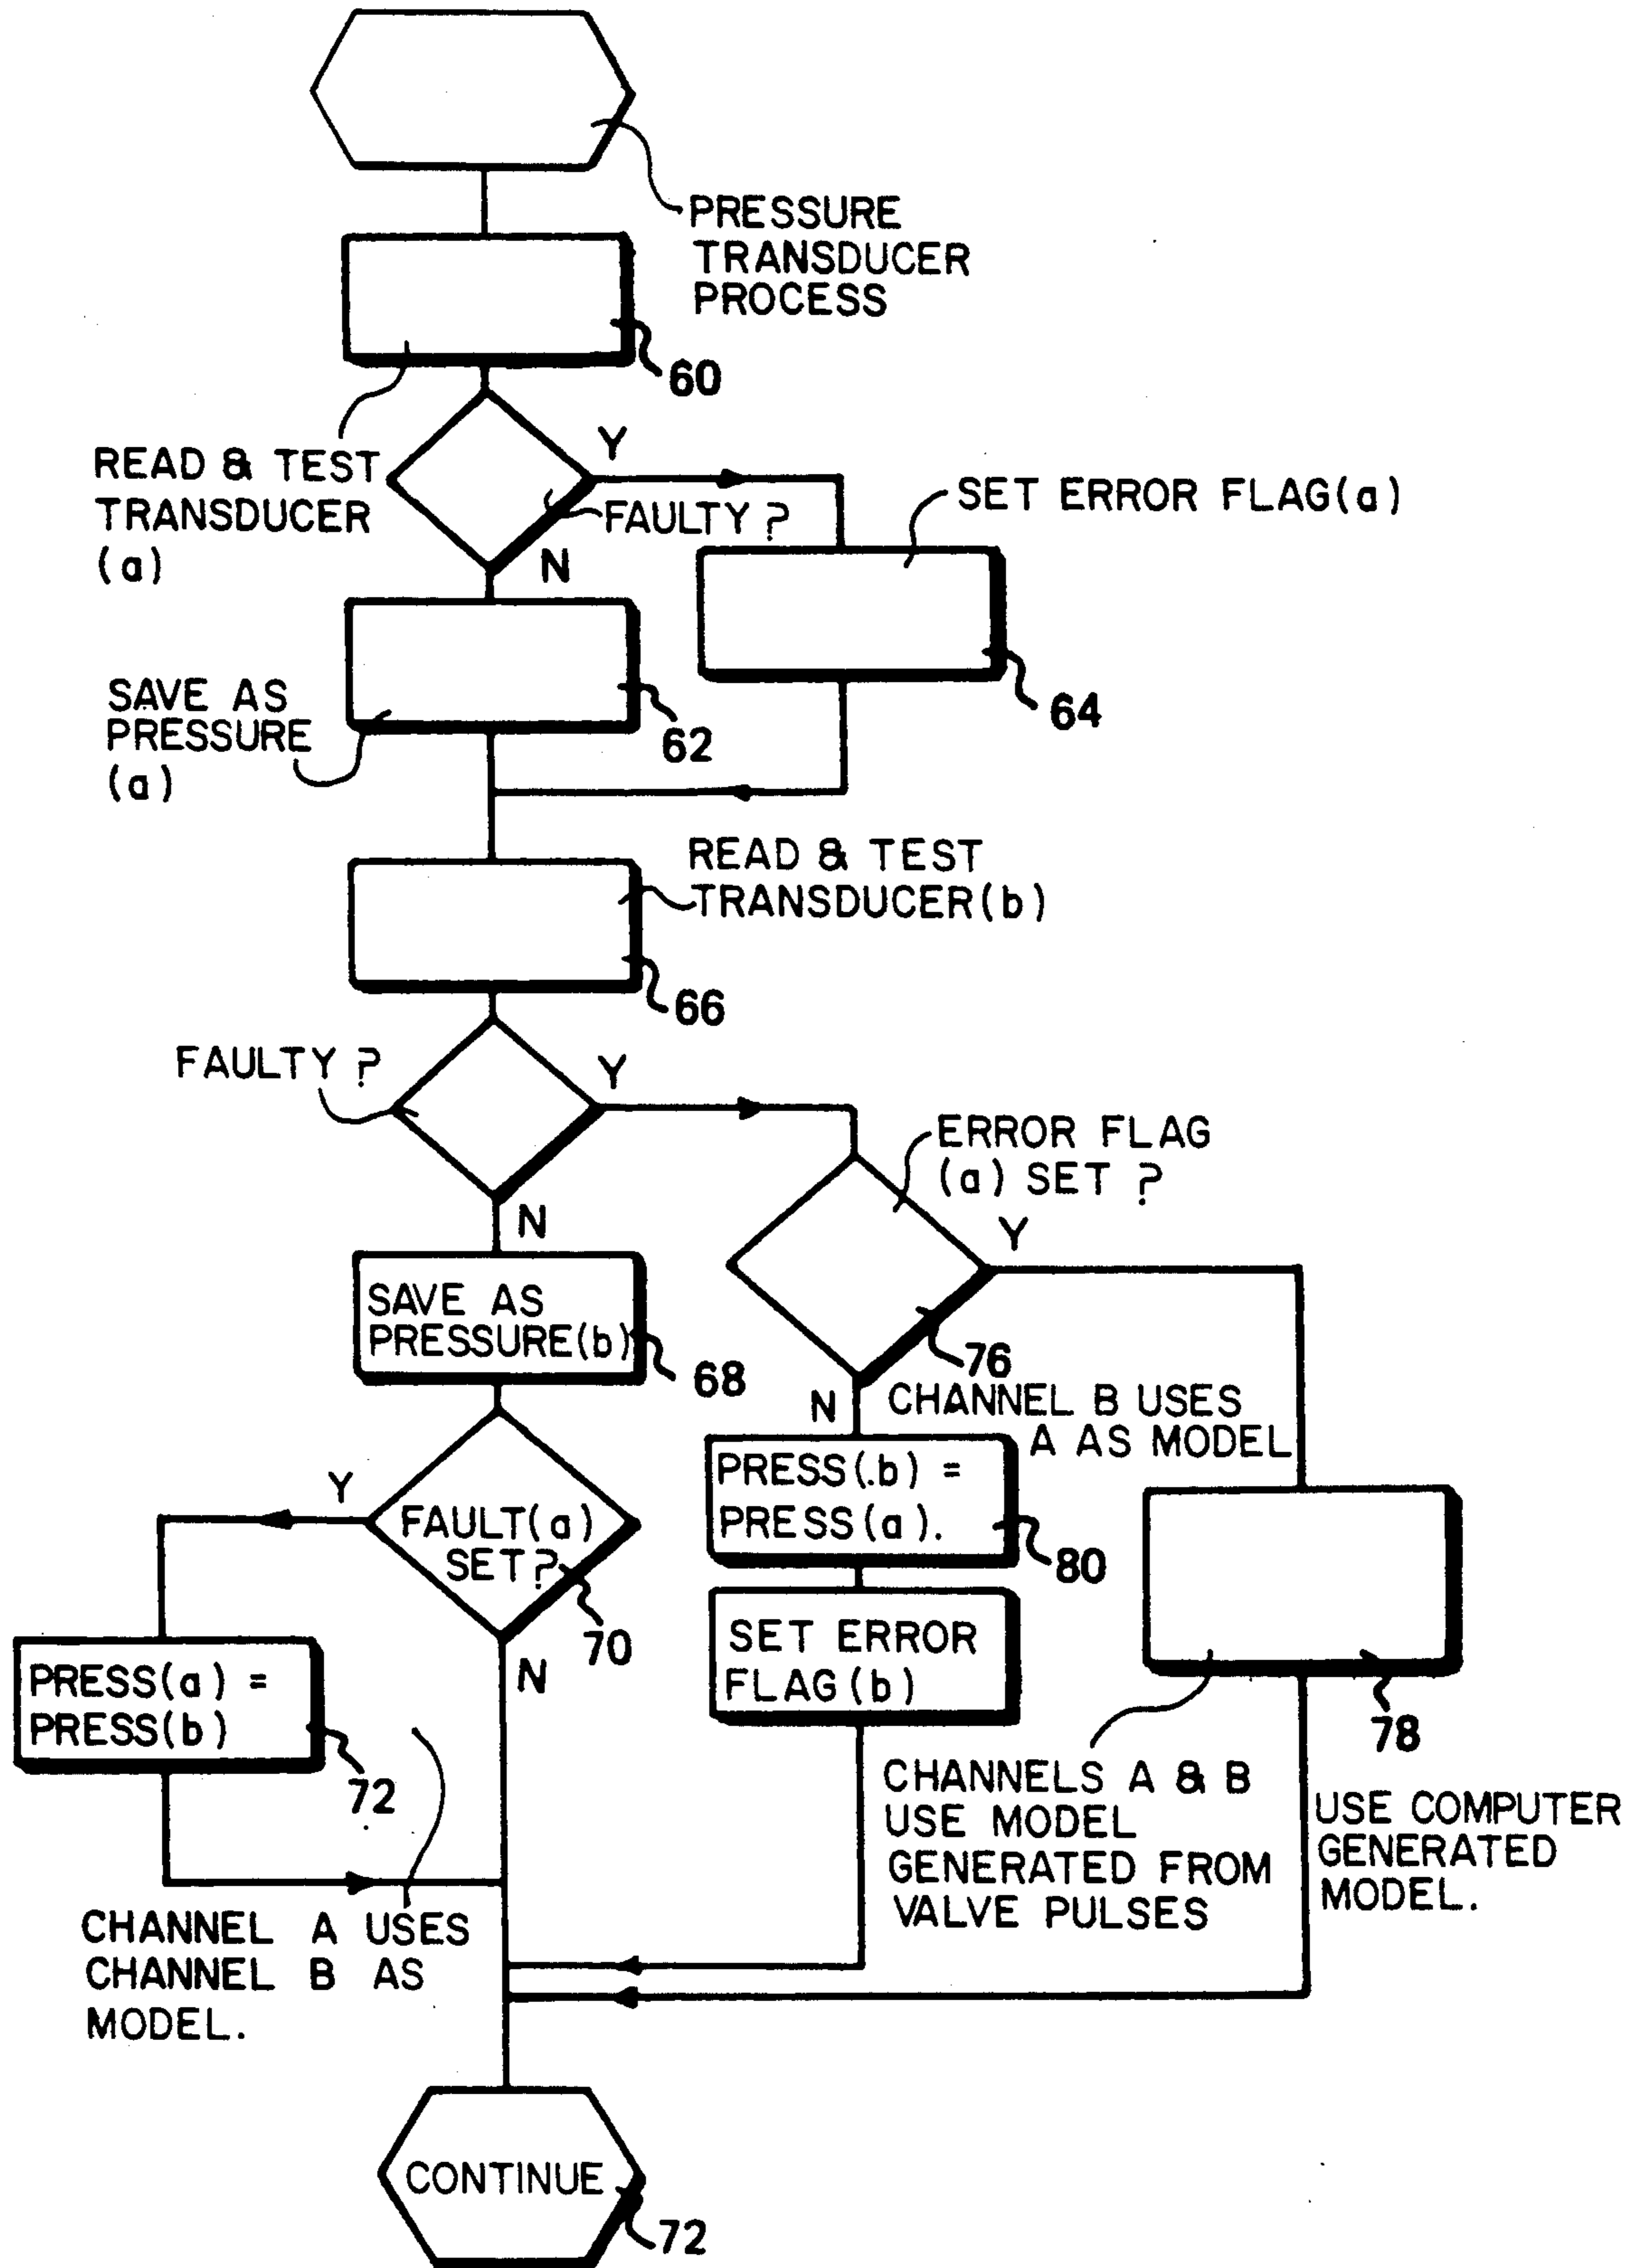 PRESSURE
TRANSDUCER
PROCESS
60
READ & TEST
TRANSDUCER
(a)
Y
FAULTY ?
N
SET ERROR FLAG(a)
64
SAVE AS
PRESSURE
(a)
62
READ & TEST
TRANSDUCER(b)
66
FAULTY ?
Y
N
ERROR FLAG
(a) SET ?
Y
76
N
SAVE AS
PRESSURE(b)
68
CHANNEL B USES
A AS MODEL
PRESS(.b) =
PRESS(a).
80
Y
FAULT(a)
SET?
70
N
SET ERROR
FLAG(b)
78
PRESS(a) =
PRESS(b)
72
CHANNELS A & B
USE MODEL
GENERATED FROM
VALVE PULSES
USE COMPUTER
GENERATED
MODEL.
CHANNEL A USES
CHANNEL B AS
MODEL.
CONTINUE
72